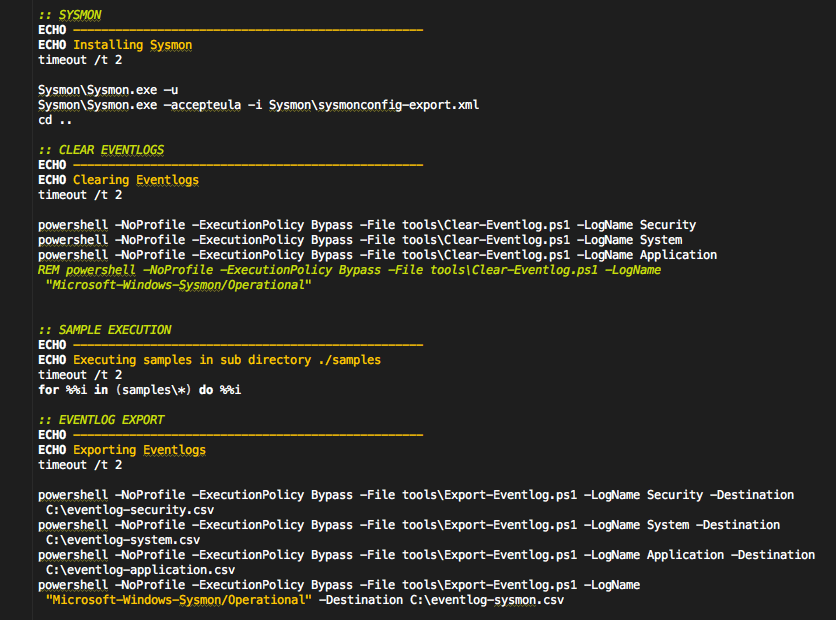 :: SYSMON
ECHO --------------------------------------------------
ECHO Installing Sysmon
timeout /t 2
Sysmon\Sysmon.exe -u
Sysmon\Sysmon.exe -accepteula -i Sysmon\sysmonconfig-export.xml
cd ..
:: CLEAR EVENTLOGS
ECHO --------------------------------------------------
ECHO Clearing Eventlogs
timeout /t 2
powershell -NoProfile -ExecutionPolicy Bypass -File tools\Clear-Eventlog.ps1 -LogName Security
powershell -NoProfile -ExecutionPolicy Bypass -File tools\Clear-Eventlog.ps1 -LogName System
powershell -NoProfile -ExecutionPolicy Bypass -File tools\Clear-Eventlog.ps1 -LogName Application
REM powershell -NoProfile -ExecutionPolicy Bypass -File tools\Clear-Eventlog.ps1 -LogName
"Microsoft-Windows-Sysmon/Operational"
:: SAMPLE EXECUTION
ECHO --------------------------------------------------
ECHO Executing samples in sub directory ./samples
timeout /t 2
for %%i in (samples\*) do %%i
:: EVENTLOG EXPORT
ECHO --------------------------------------------------
ECHO Exporting Eventlogs
timeout /t 2
powershell -NoProfile -ExecutionPolicy Bypass -File tools\Export-Eventlog.ps1 -LogName Security -Destination
C:\eventlog-security.csv
powershell -NoProfile -ExecutionPolicy Bypass -File tools\Export-Eventlog.ps1 -LogName System -Destination
C:\eventlog-system.csv
powershell -NoProfile -ExecutionPolicy Bypass -File tools\Export-Eventlog.ps1 -LogName Application -Destination
C:\eventlog-application.csv
powershell -NoProfile -ExecutionPolicy Bypass -File tools\Export-Eventlog.ps1 -LogName
"Microsoft-Windows-Sysmon/Operational" -Destination C:\eventlog-sysmon.csv